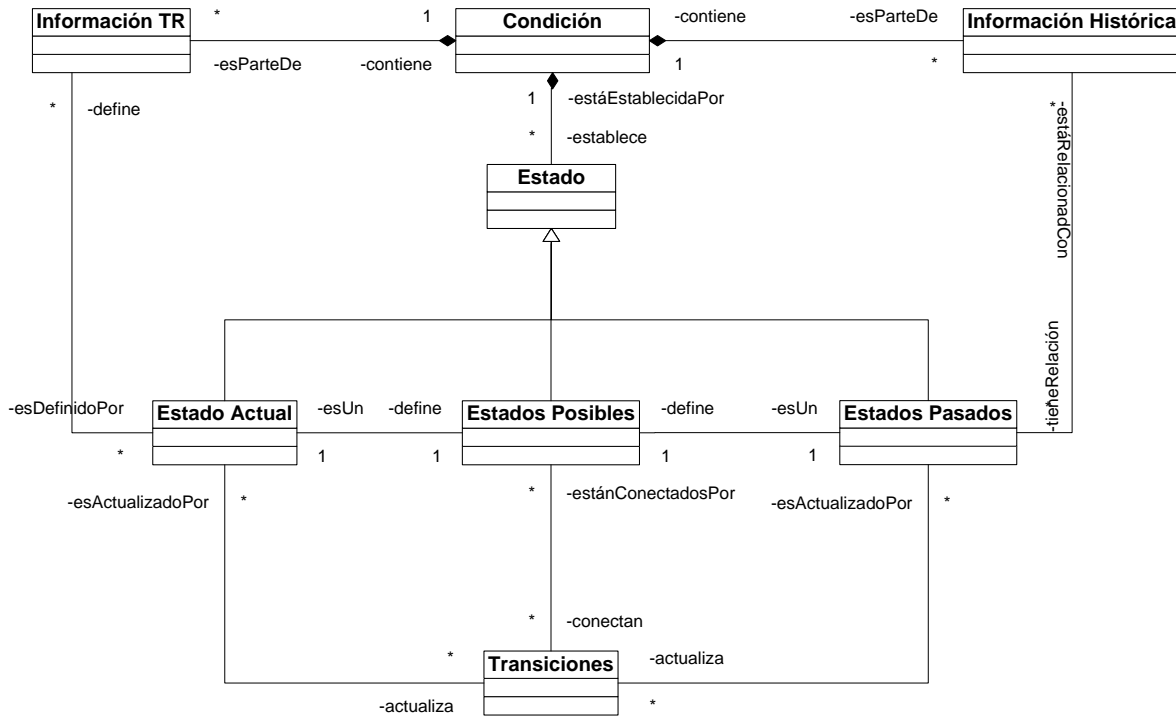 Información TR
*
1
Condición
-contiene
-esParteDe
Información Histórica
-esParteDe
-contiene
1
*
*
-define
1
-estáEstablecidaPor
*
-establece
*
-estáRelacionadCon
Estado
-tieneRelación
*
-esDefinidoPor
Estado Actual
-esUn
-define
Estados Posibles
-define
-esUn
Estados Pasados
*
1
1
1
1
-esActualizadoPor
*
*
-estánConectadosPor
-esActualizadoPor
*
*
-conectan
*
Transiciones
-actualiza
-actualiza
*